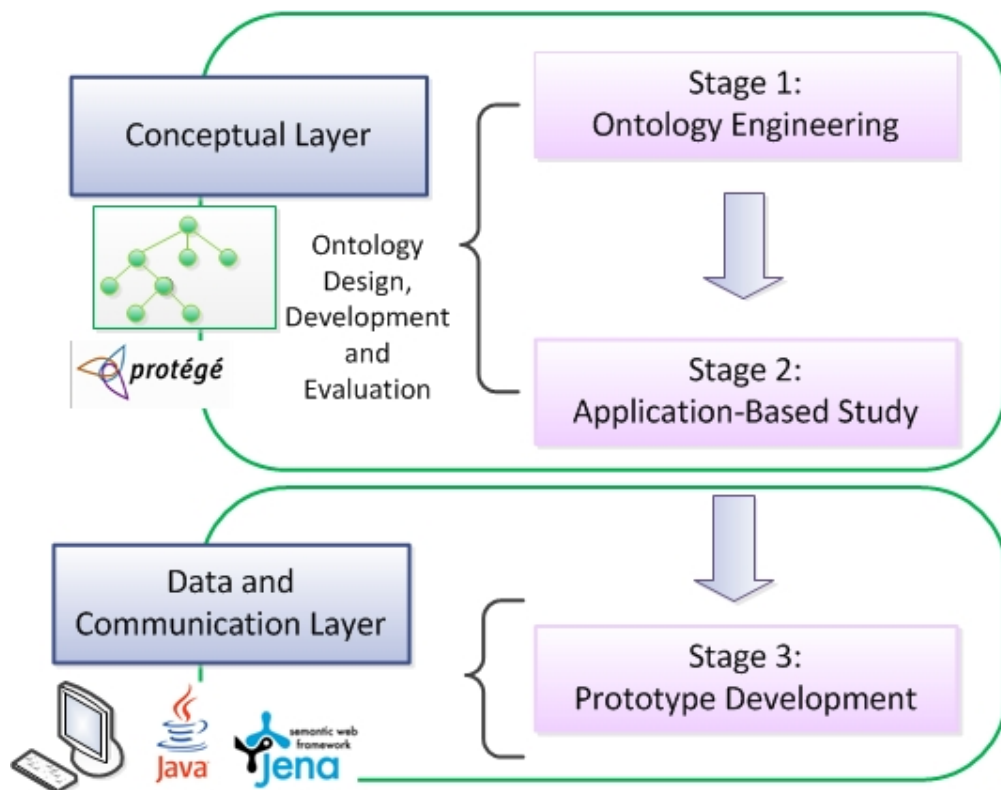 Conceptual Layer
Ontology
Design,
Development
and
Evaluation
protégé
Stage 1:
Ontology Engineering
Stage 2:
Application-Based Study
Data and
Communication Layer
Java
semantic web
framework
Jena
Stage 3:
Prototype Development